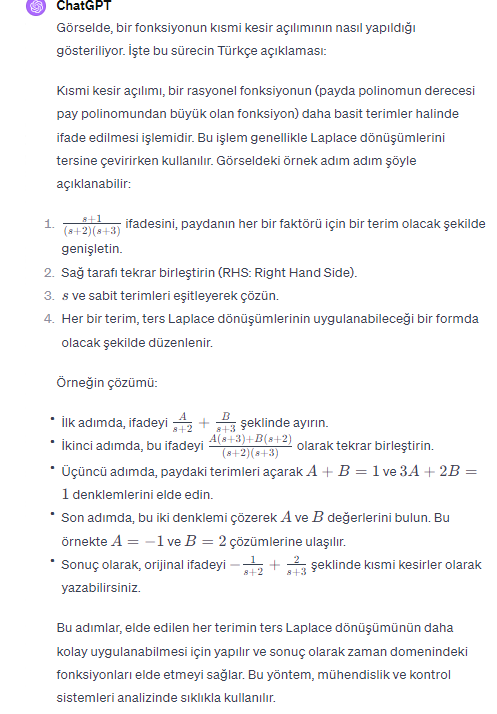 ChatGPT
Görselde, bir fonksiyonun kısmi kesir açılımının nasıl yapıldığı
gösteriliyor. İşte bu sürecin Türkçe açıklaması:
Kısmi kesir açılımı, bir rasyonel fonksiyonun (payda polinomun derecesi
pay polinomundan büyük olan fonksiyon) daha basit terimler halinde
ifade edilmesi işlemidir. Bu işlem genellikle Laplace dönüşümlerini
tersine çevirirken kullanılır. Görseldeki örnek adım adım şöyle
açıklanabilir:
1. \frac{s+1}{(s+2)(s+3)} ifadesini, paydanın her bir faktörü için bir terim olacak şekilde
genişletin.
2. Sağ tarafı tekrar birleştirin (RHS: Right Hand Side).
3. s ve sabit terimleri eşitleyerek çözün.
4. Her bir terim, ters Laplace dönüşümlerinin uygulanabileceği bir formda
olacak şekilde düzenlenir.
Örneğin çözümü:
• İlk adımda, ifadeyi \frac{A}{s+2} + \frac{B}{s+3} şeklinde ayırın.
• İkinci adımda, bu ifadeyi \frac{A(s+3)+B(s+2)}{(s+2)(s+3)} olarak tekrar birleştirin.
• Üçüncü adımda, paydaki terimleri açarak A + B = 1 ve 3A + 2B =
1 denklemlerini elde edin.
• Son adımda, bu iki denklemi çözerek A ve B değerlerini bulun. Bu
örnekte A = −1 ve B = 2 çözümlerine ulaşılır.
• Sonuç olarak, orijinal ifadeyi −\frac{1}{s+2} + \frac{2}{s+3} şeklinde kısmi kesirler olarak
yazabilirsiniz.
Bu adımlar, elde edilen her terimin ters Laplace dönüşümünün daha
kolay uygulanabilmesi için yapılır ve sonuç olarak zaman domenindeki
fonksiyonları elde etmeyi sağlar. Bu yöntem, mühendislik ve kontrol
sistemleri analizinde sıklıkla kullanılır.